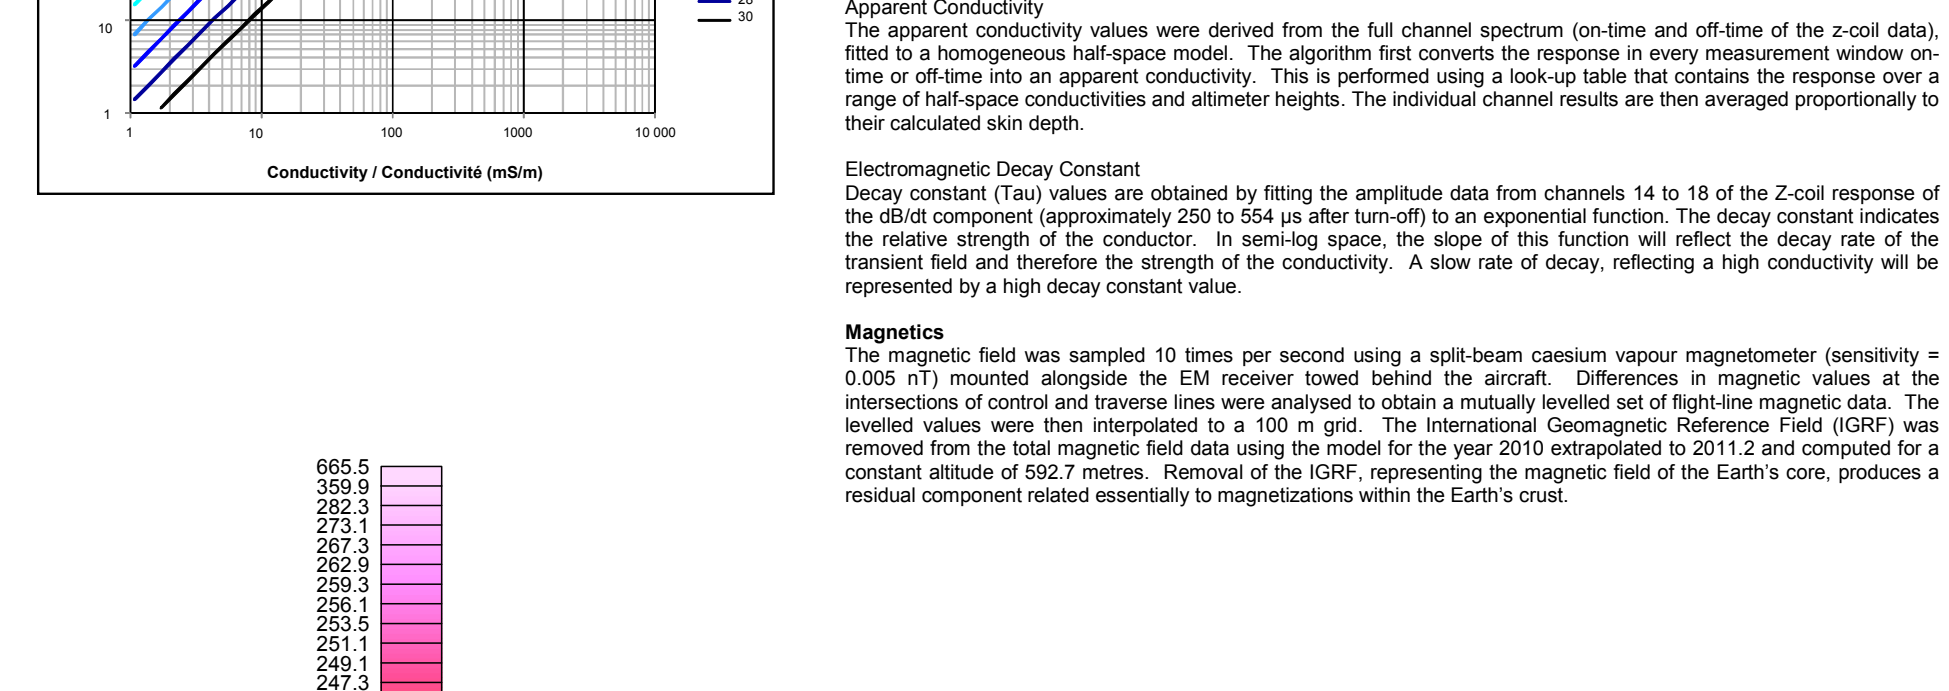 28
30
10
1
1 10 100 1000 10 000
Conductivity / Conductivité (mS/m)
Apparent Conductivity
The apparent conductivity values were derived from the full channel spectrum (on-time and off-time of the z-coil data),
fitted to a homogeneous half-space model. The algorithm first converts the response in every measurement window on-
time or off-time into an apparent conductivity. This is performed using a look-up table that contains the response over a
range of half-space conductivities and altimeter heights. The individual channel results are then averaged proportionally to
their calculated skin depth.
Electromagnetic Decay Constant
Decay constant (Tau) values are obtained by fitting the amplitude data from channels 14 to 18 of the Z-coil response of
the dB/dt component (approximately 250 to 554 µs after turn-off) to an exponential function. The decay constant indicates
the relative strength of the conductor. In semi-log space, the slope of this function will reflect the decay rate of the
transient field and therefore the strength of the conductivity. A slow rate of decay, reflecting a high conductivity will be
represented by a high decay constant value.
Magnetics
The magnetic field was sampled 10 times per second using a split-beam caesium vapour magnetometer (sensitivity =
0.005 nT) mounted alongside the EM receiver towed behind the aircraft. Differences in magnetic values at the
intersections of control and traverse lines were analysed to obtain a mutually levelled set of flight-line magnetic data. The
levelled values were then interpolated to a 100 m grid. The International Geomagnetic Reference Field (IGRF) was
removed from the total magnetic field data using the model for the year 2010 extrapolated to 2011.2 and computed for a
constant altitude of 592.7 metres. Removal of the IGRF, representing the magnetic field of the Earth's core, produces a
residual component related essentially to magnetizations within the Earth's crust.
665.5
359.9
282.3
273.1
267.3
262.9
259.3
256.1
253.5
251.1
249.1
247.3